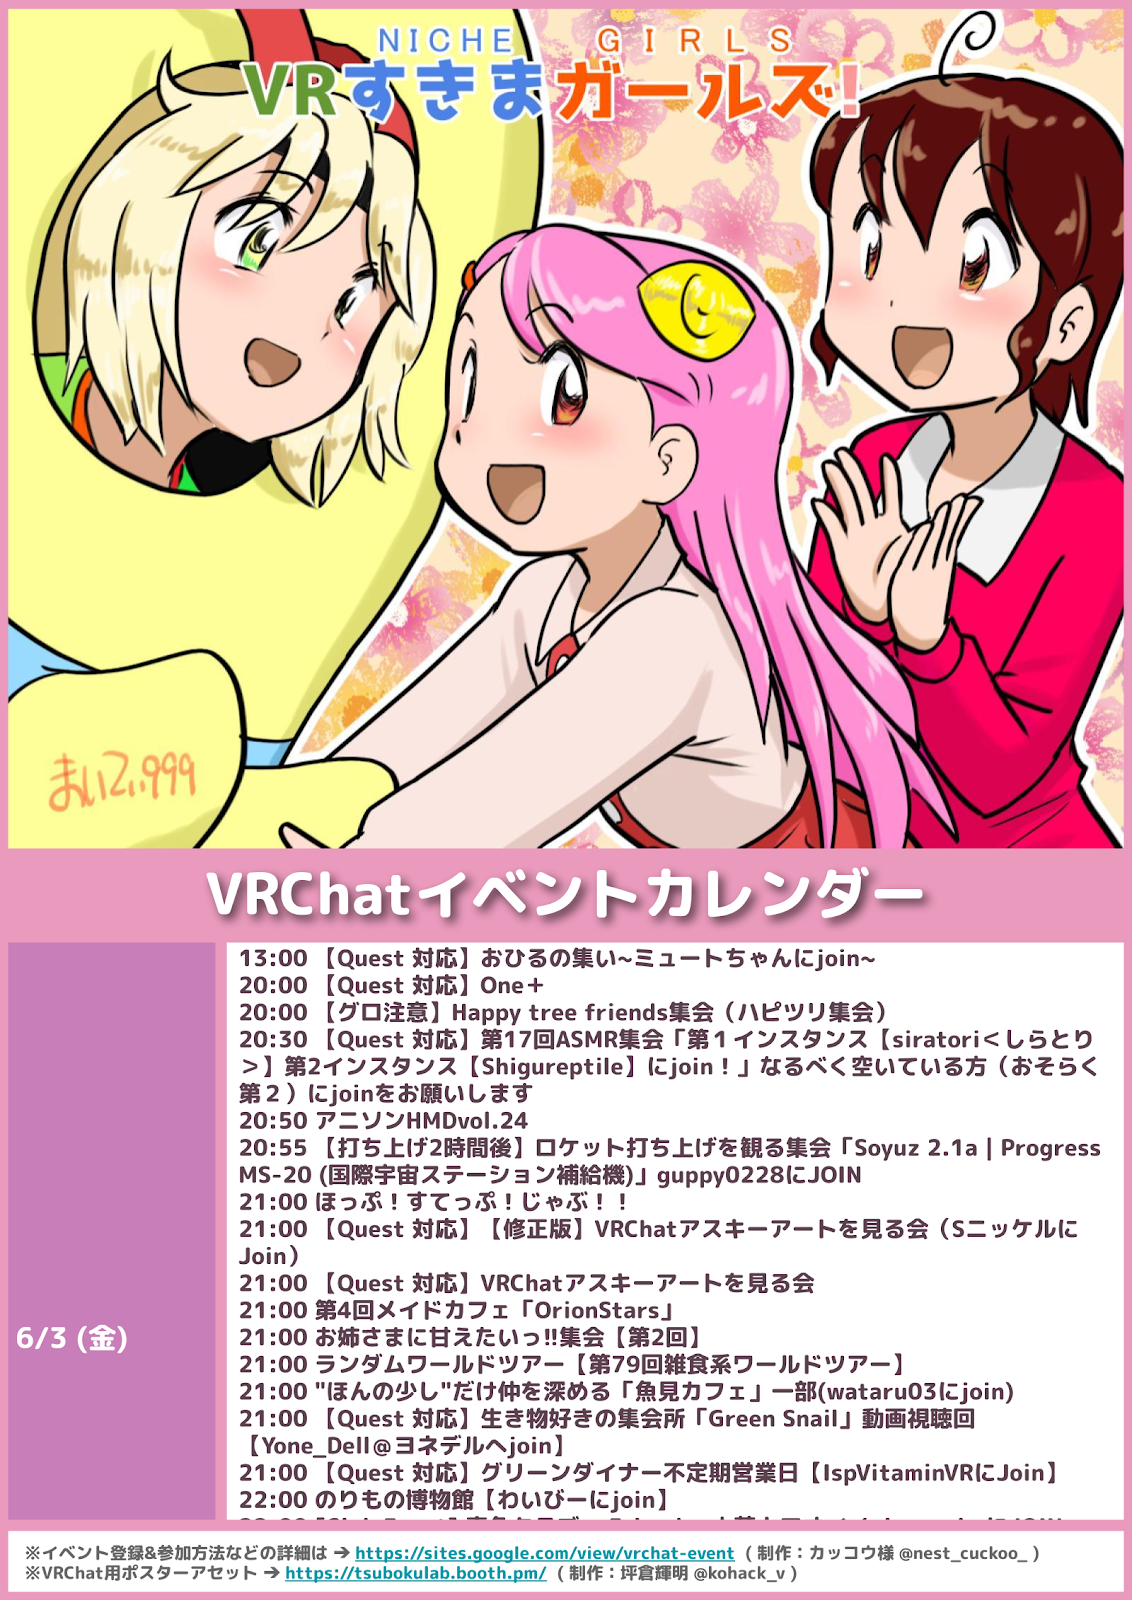 NICHE GIRLS
VRすきまガールズ!
まいてぃ999
VRChatイベントカレンダー
6/3 (金)
13:00 【Quest 対応】おひるの集い~ミュートちゃんにjoin~
20:00 【Quest 対応】One＋
20:00 【グロ注意】Happy tree friends集会（ハピツリ集会）
20:30 【Quest 対応】第17回ASMR集会「第１インスタンス【siratori＜しらとり
＞】第2インスタンス【Shigureptile】にjoin！」なるべく空いている方（おそらく
第２）にjoinをお願いします
20:50 アニソンHMDvol.24
20:55 【打ち上げ2時間後】ロケット打ち上げを観る集会「Soyuz 2.1a | Progress
MS-20 (国際宇宙ステーション補給機)」guppy0228にJOIN
21:00 ほっぷ！すてっぷ！じゃぶ！！
21:00 【Quest 対応】【修正版】VRChatアスキーアートを見る会（Sニッケルに
Join）
21:00 【Quest 対応】VRChatアスキーアートを見る会
21:00 第4回メイドカフェ「OrionStars」
21:00 お姉さまに甘えたいっ!!集会【第2回】
21:00 ランダムワールドツアー【第79回雑食系ワールドツアー】
21:00 "ほんの少し"だけ仲を深める「魚見カフェ」一部(wataru03にjoin)
21:00 【Quest 対応】生き物好きの集会所「Green Snail」動画視聴回
【Yone_Dell＠ヨネデルへjoin】
21:00 【Quest 対応】グリーンダイナー不定期営業日【IspVitaminVRにJoin】
22:00 のりもの博物館【わいびーにjoin】
※イベント登録&参加方法などの詳細は → https://sites.google.com/view/vrchat-event （ 制作：カッコウ様 @nest_cuckoo_ ）
※VRChat用ポスターアセット → https://tsubokulab.booth.pm/ （ 制作：坪倉輝明 @kohack_v ）